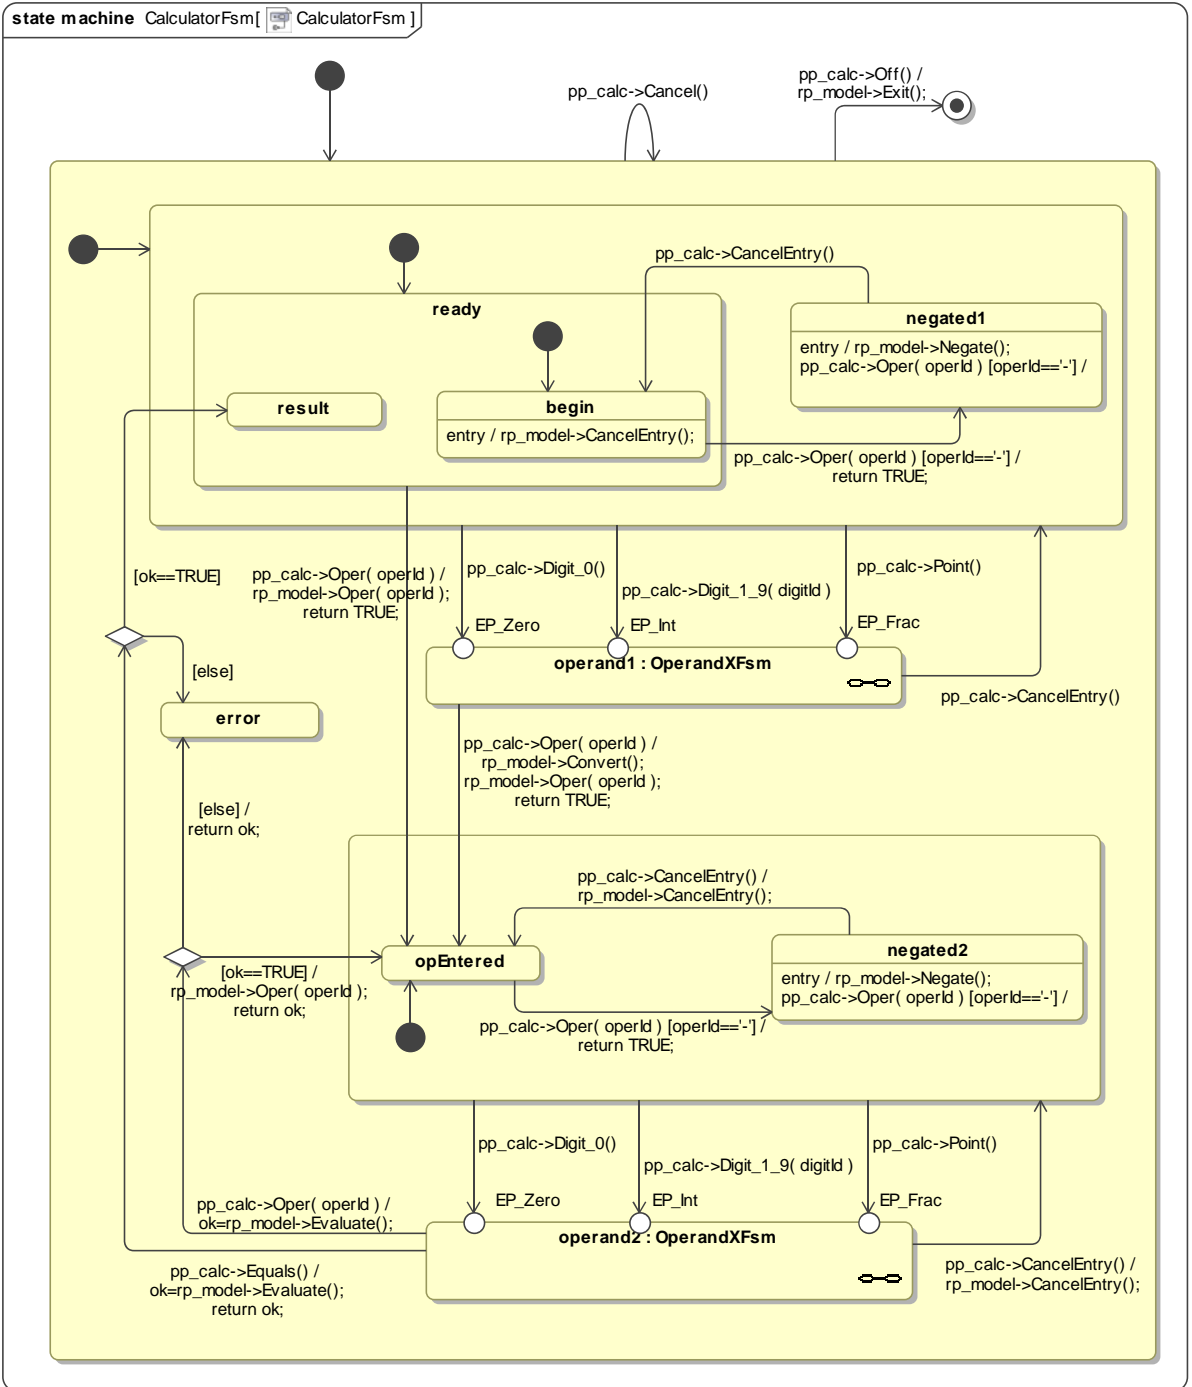 state machine CalculatorFsm[ CalculatorFsm ]
pp_calc->Off() /
rp_model->Exit();
pp_calc->Cancel()
pp_calc->CancelEntry()
ready
negated1
entry / rp_model->Negate();
pp_calc->Oper( operId ) [operId=='-'] /
result
begin
entry / rp_model->CancelEntry();
pp_calc->Oper( operId ) [operId=='-'] /
return TRUE;
[ok==TRUE]
pp_calc->Oper( operId ) /
rp_model->Oper( operId );
return TRUE;
pp_calc->Digit_0()
pp_calc->Digit_1_9( digitId )
pp_calc->Point()
EP_Zero
EP_Int
EP_Frac
operand1 : OperandXFsm
[else]
error
pp_calc->CancelEntry()
pp_calc->Oper( operId ) /
rp_model->Convert();
rp_model->Oper( operId );
return TRUE;
[else] /
return ok;
pp_calc->CancelEntry() /
rp_model->CancelEntry();
opEntered
negated2
entry / rp_model->Negate();
pp_calc->Oper( operId ) [operId=='-'] /
[ok==TRUE] /
rp_model->Oper( operId );
return ok;
pp_calc->Oper( operId ) [operId=='-'] /
return TRUE;
pp_calc->Digit_0()
pp_calc->Digit_1_9( digitId )
pp_calc->Point()
EP_Zero
EP_Int
EP_Frac
pp_calc->Oper( operId ) /
ok=rp_model->Evaluate();
operand2 : OperandXFsm
pp_calc->Equals() /
ok=rp_model->Evaluate();
return ok;
pp_calc->CancelEntry() /
rp_model->CancelEntry();